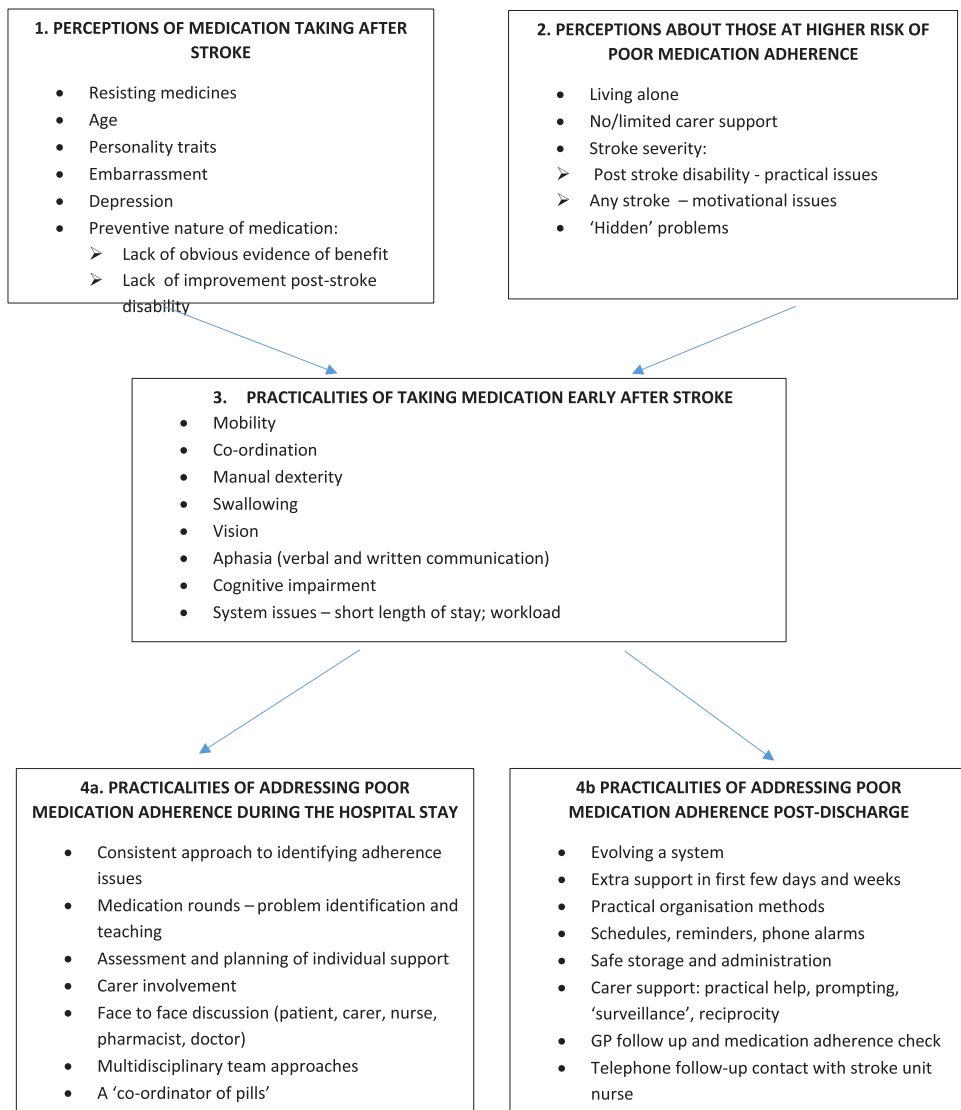 1. PERCEPTIONS OF MEDICATION TAKING AFTER
STROKE
• Resisting medicines
• Age
• Personality traits
• Embarrassment
• Depression
• Preventive nature of medication:
➢ Lack of obvious evidence of benefit
➢ Lack of improvement post-stroke
disability
2. PERCEPTIONS ABOUT THOSE AT HIGHER RISK OF
POOR MEDICATION ADHERENCE
• Living alone
• No/limited carer support
• Stroke severity:
➢ Post stroke disability - practical issues
➢ Any stroke – motivational issues
• ‘Hidden’ problems
3. PRACTICALITIES OF TAKING MEDICATION EARLY AFTER STROKE
• Mobility
• Co-ordination
• Manual dexterity
• Swallowing
• Vision
• Aphasia (verbal and written communication)
• Cognitive impairment
• System issues – short length of stay; workload
4a. PRACTICALITIES OF ADDRESSING POOR
MEDICATION ADHERENCE DURING THE HOSPITAL STAY
• Consistent approach to identifying adherence
issues
• Medication rounds – problem identification and
teaching
• Assessment and planning of individual support
• Carer involvement
• Face to face discussion (patient, carer, nurse,
pharmacist, doctor)
• Multidisciplinary team approaches
• A ‘co-ordinator of pills’
4b PRACTICALITIES OF ADDRESSING POOR
MEDICATION ADHERENCE POST-DISCHARGE
• Evolving a system
• Extra support in first few days and weeks
• Practical organisation methods
• Schedules, reminders, phone alarms
• Safe storage and administration
• Carer support: practical help, prompting,
‘surveillance’, reciprocity
• GP follow up and medication adherence check
• Telephone follow-up contact with stroke unit
nurse